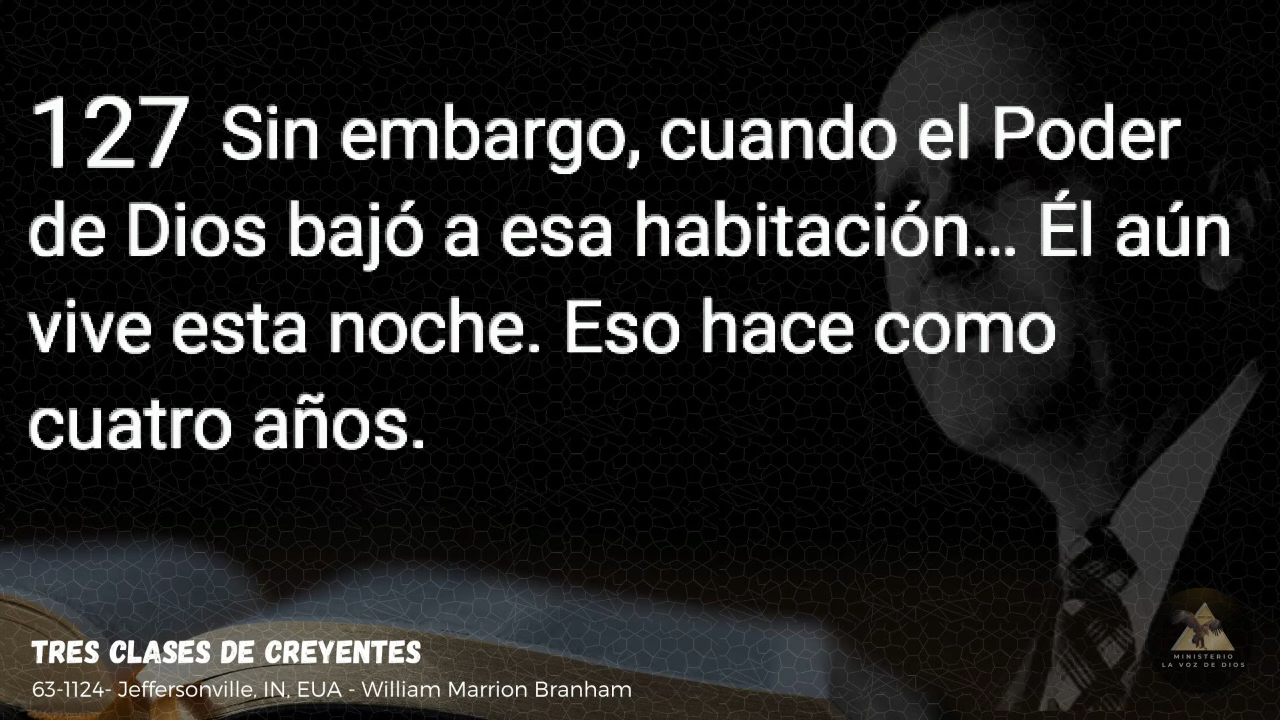 127 Sin embargo, cuando el Poder
de Dios bajó a esa habitación... Él aún
vive esta noche. Eso hace como
cuatro años.
TRES CLASES DE CREYENTES
63-1124- Jeffersonville, IN, EUA - William Marrion Branham
MINISTERIO
LA VOZ DE DIOS